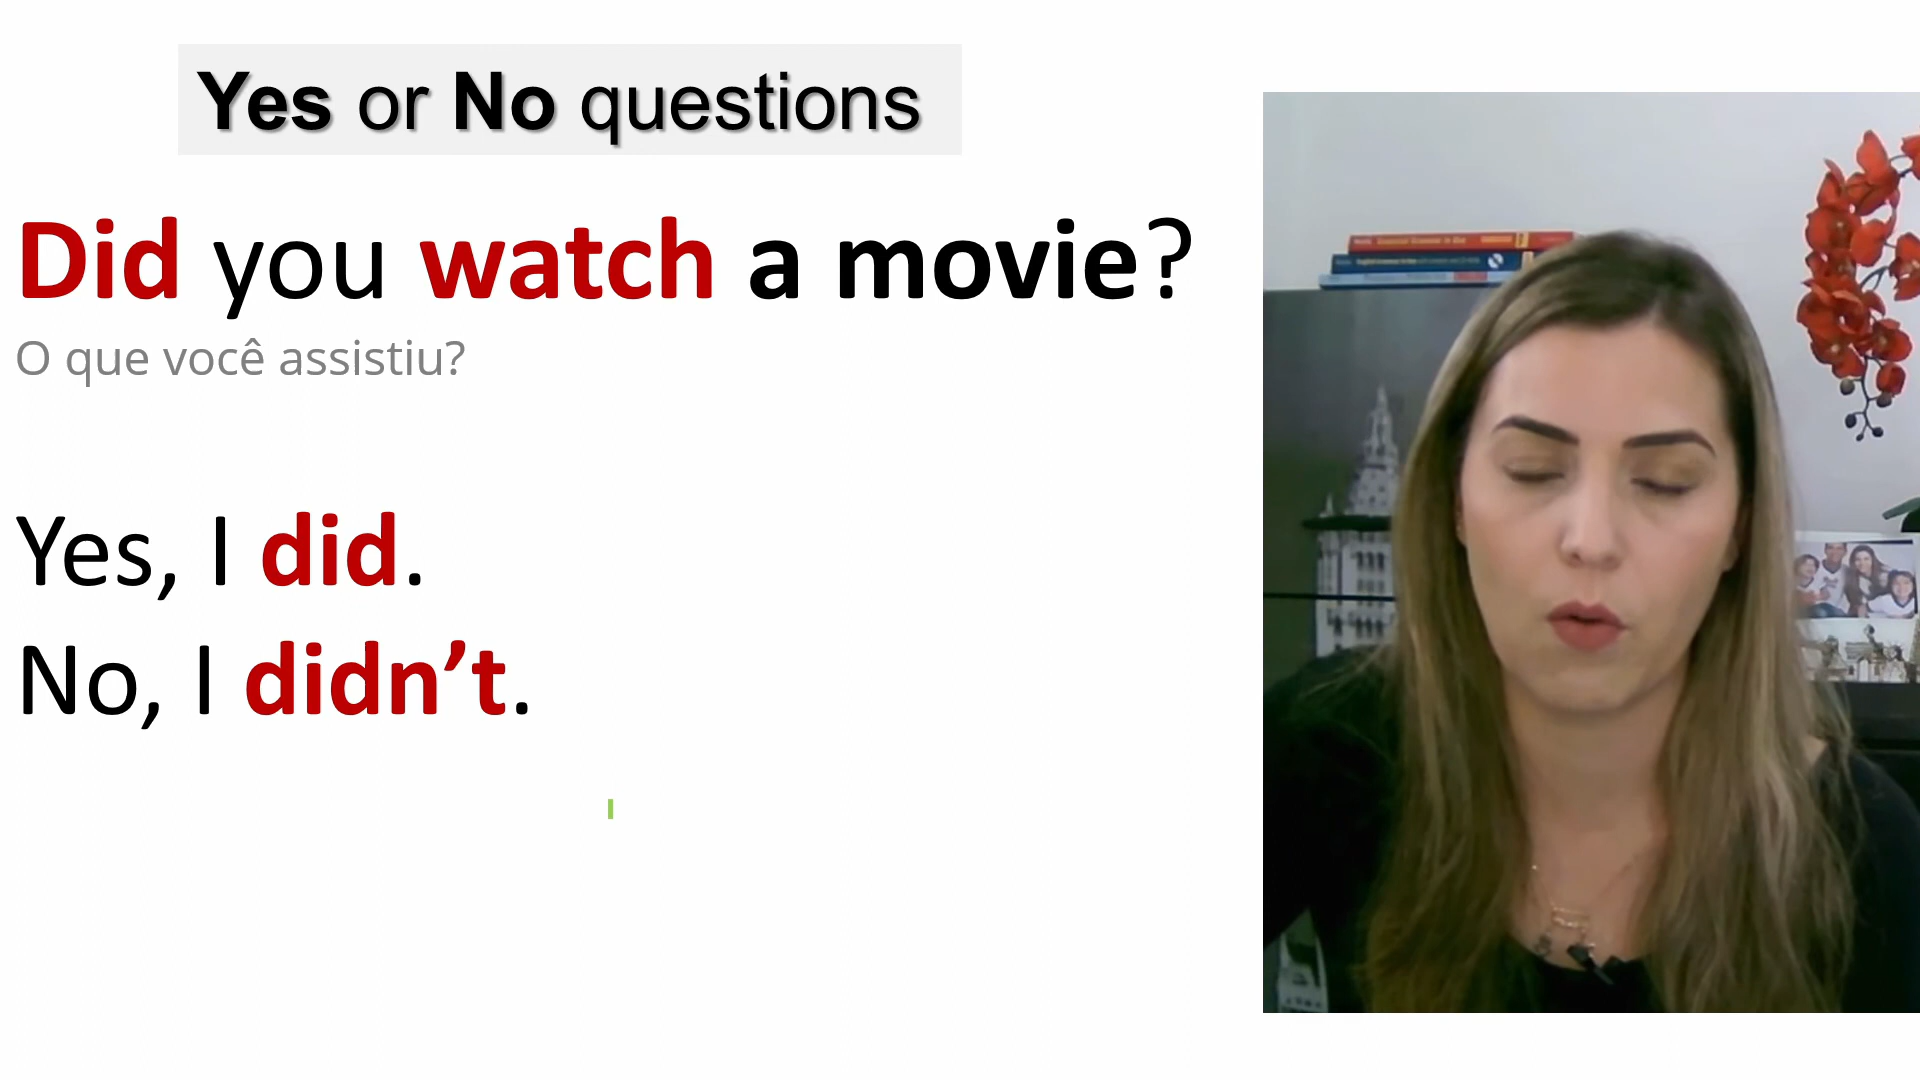 Yes or No questions
Did you watch a movie?
O que você assistiu?
Yes, I did.
No, I didn’t.